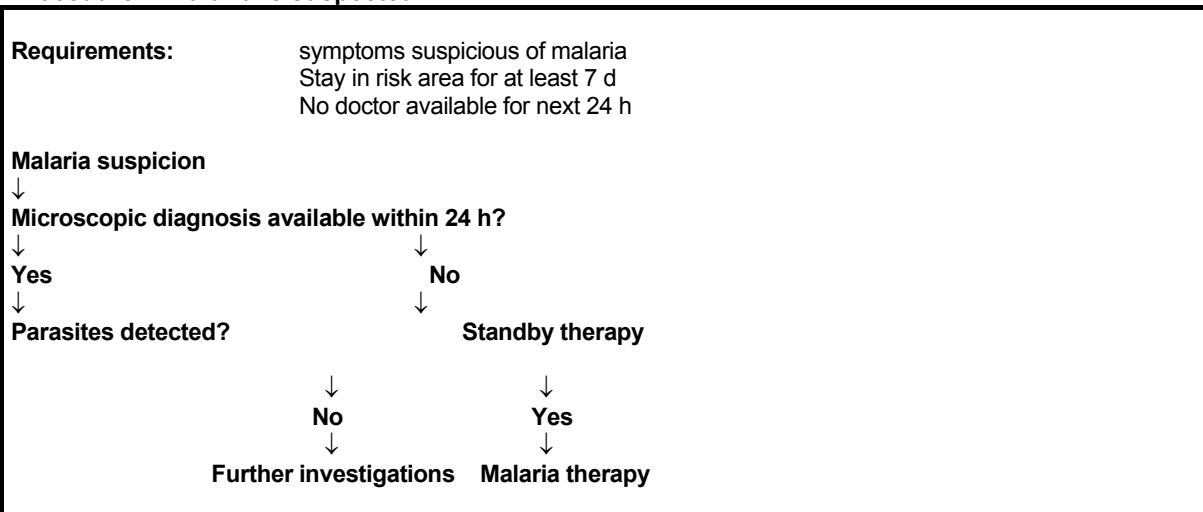 Requirements: symptoms suspicious of malaria
Stay in risk area for at least 7 d
No doctor available for next 24 h
Malaria suspicion
↓
Microscopic diagnosis available within 24 h?
↓ ↓
Yes No
↓ ↓
Parasites detected? Standby therapy
↓ ↓
No Yes
↓ ↓
Further investigations Malaria therapy